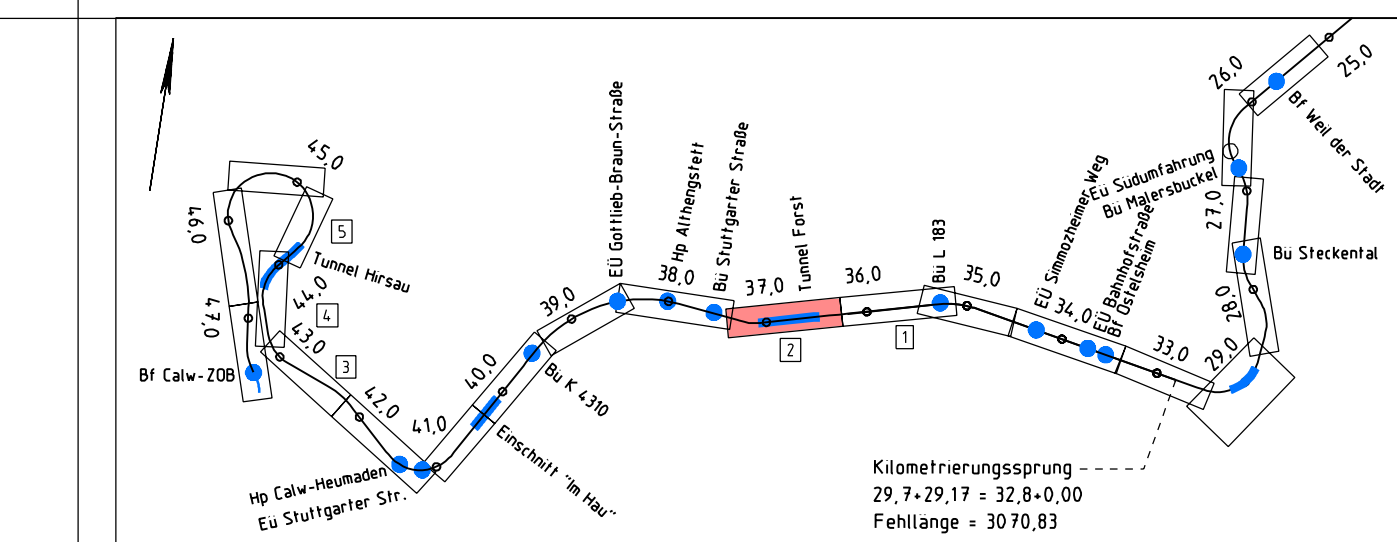 25,0
26,0
Bf Weil der Stadt
EÜ Südumfahrung
Bü Malersbuckel
27,0
Bü Steckental
28,0
29,0
33,0
EÜ Simmozheimer Weg
34,0
EÜ Bahnhofstraße
Bf Ostelsheim
35,0
Bü L 183
36,0
1
Tunnel Forst
37,0
2
Bü Stuttgarter Straße
Hp Althengstett
38,0
EÜ Gottlieb-Braun-Straße
39,0
Bü K 4310
40,0
Einschnitt "Im Hau"
41,0
42,0
Hp Calw-Heumaden
EÜ Stuttgarter Str.
3
43,0
4
44,0
Tunnel Hirsau
5
45,0
46,0
47,0
Bf Calw-ZOB
Kilometrierungssprung
29,7+29,17 = 32,8+0,00
Fehllänge = 3070,83